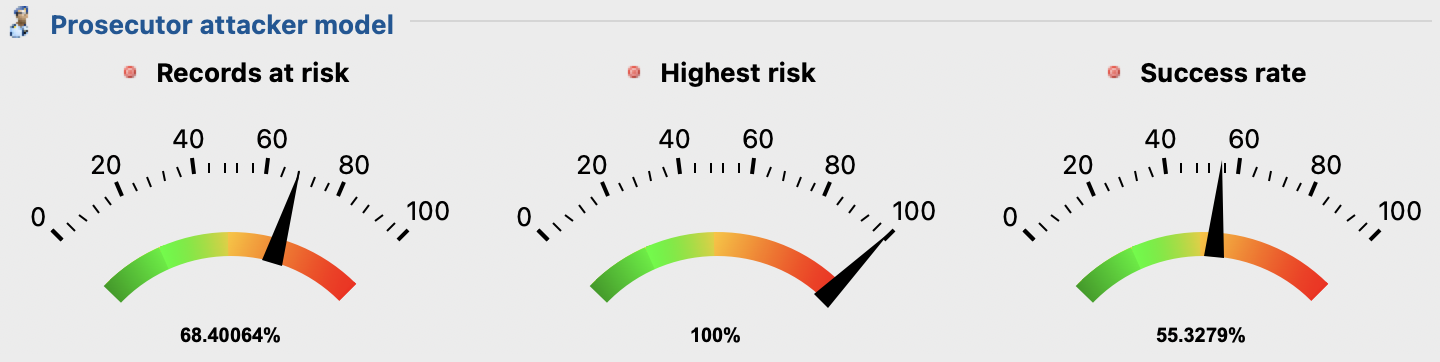 Prosecutor attacker model
Records at risk
0 20 40 60 80 100
68.40064%
Highest risk
0 20 40 60 80 100
100%
Success rate
0 20 40 60 80 100
55.3279%